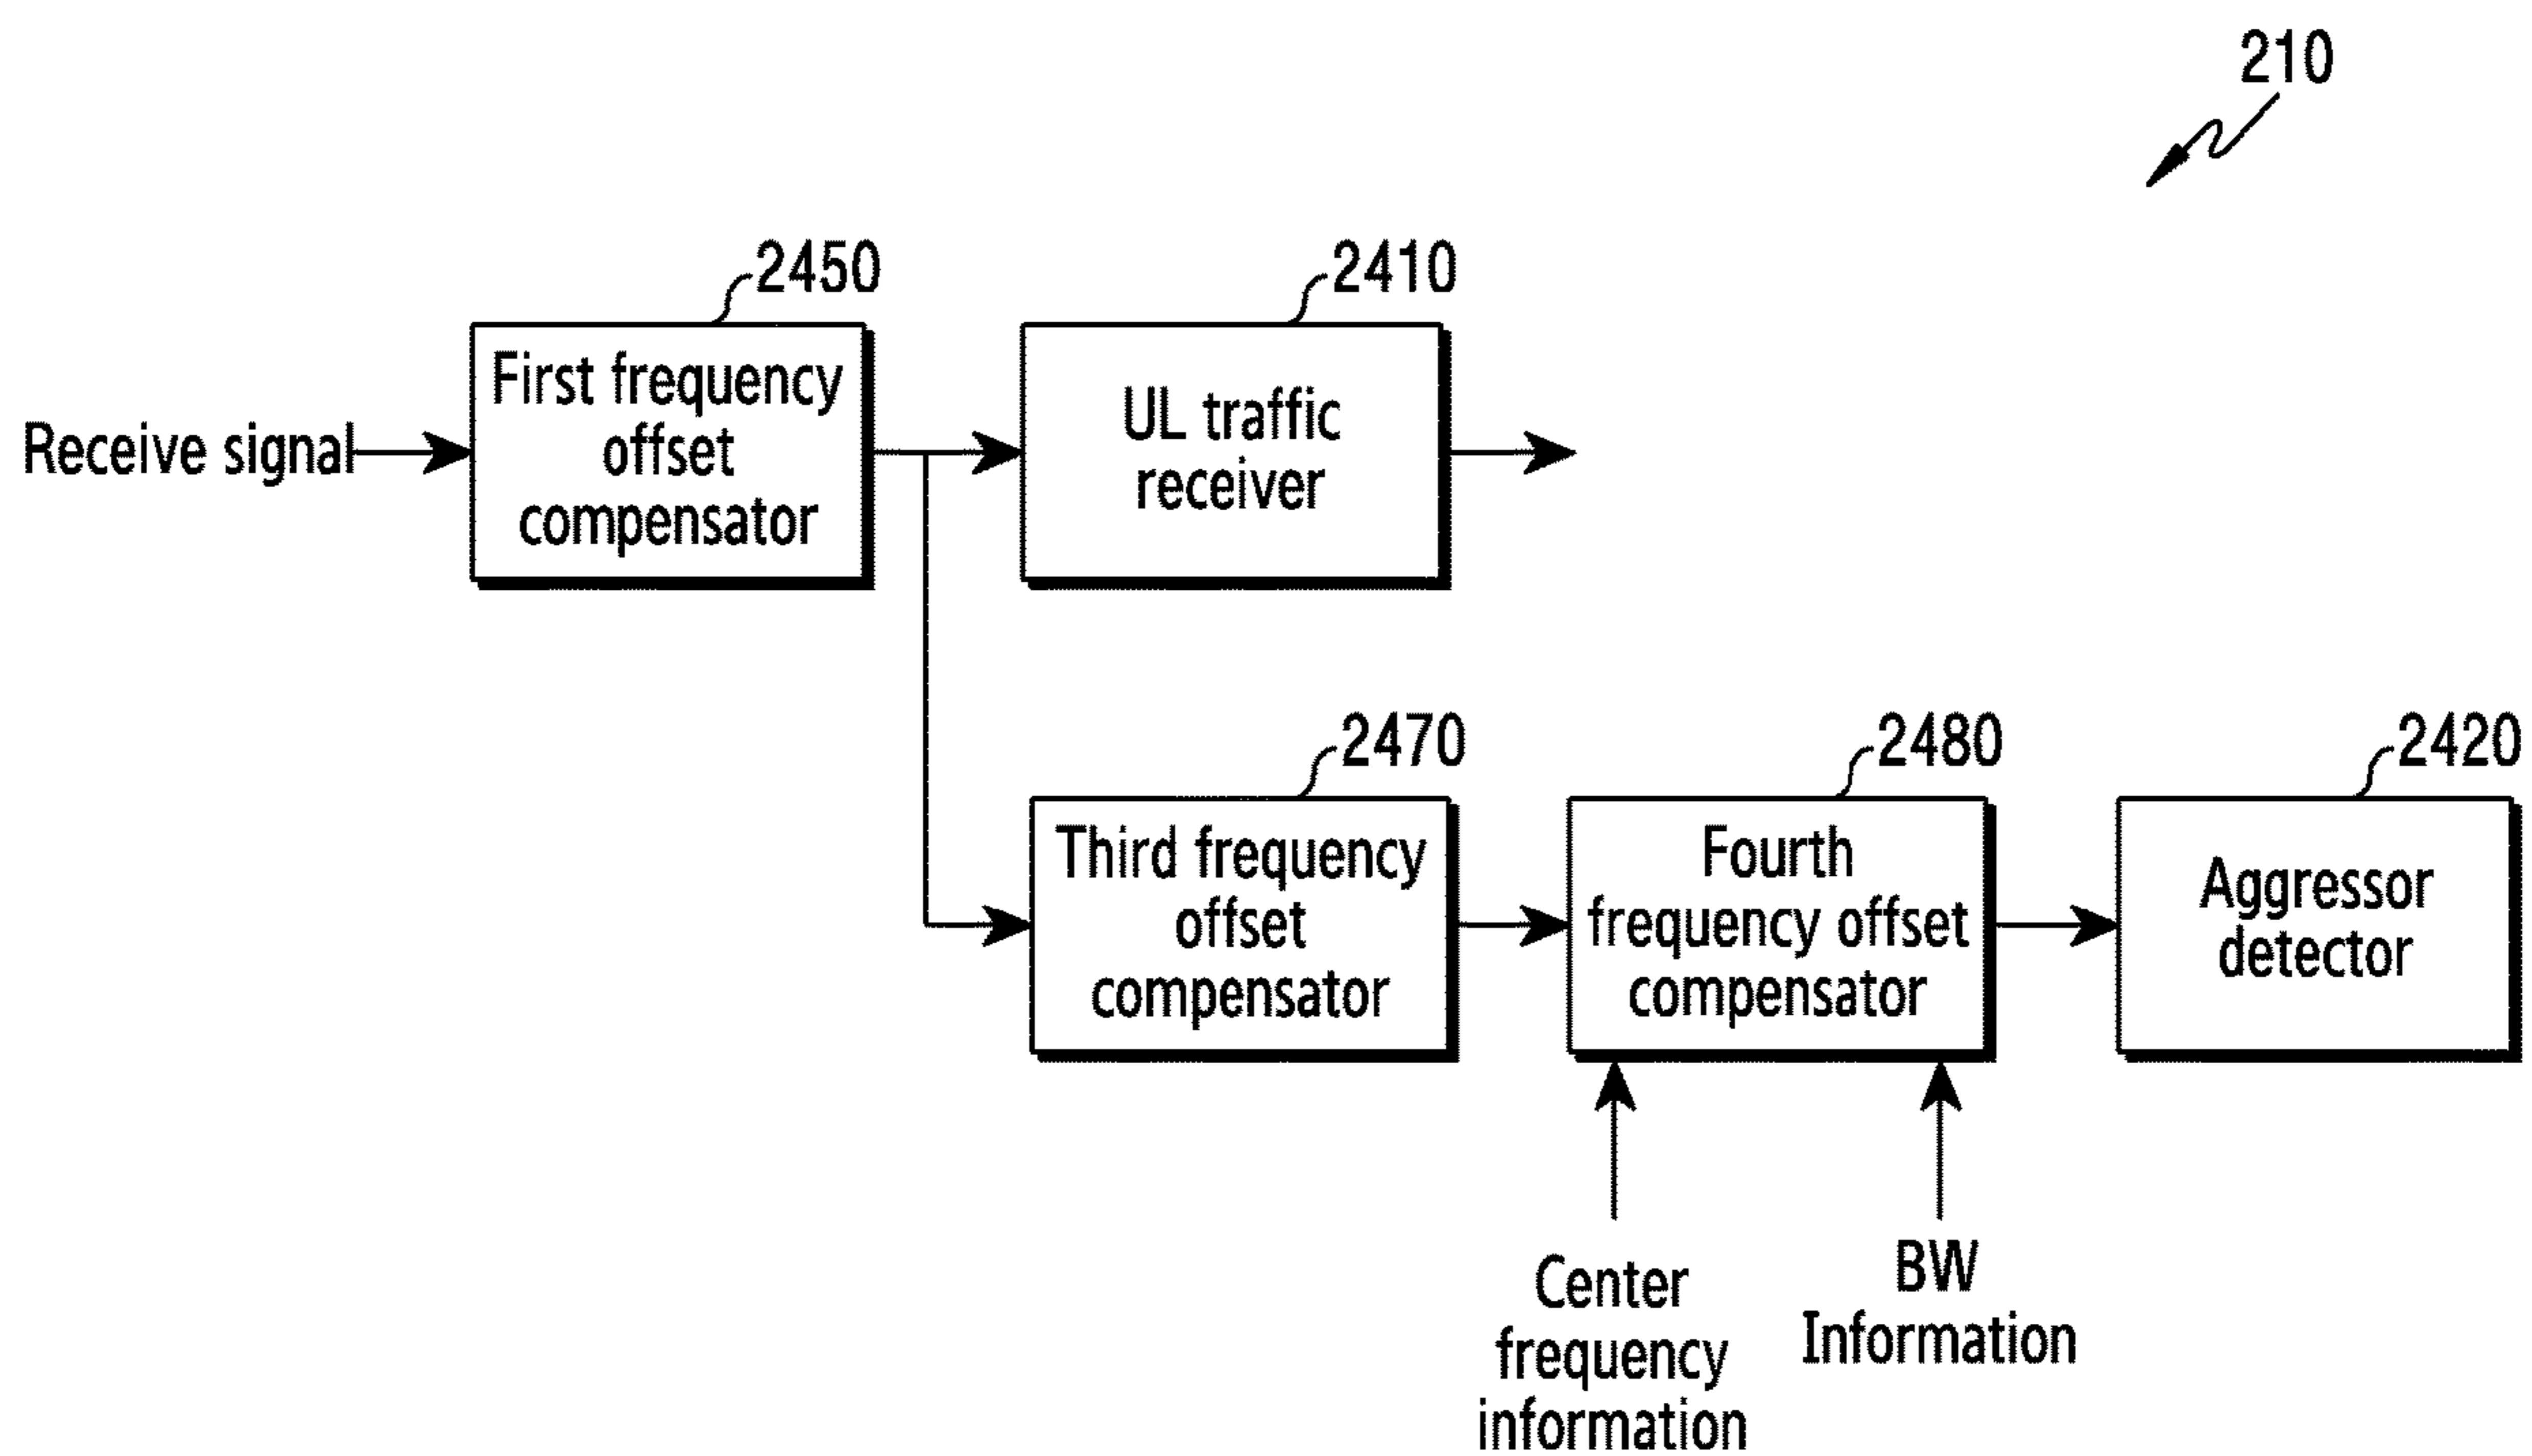 210
2450
2410
Receive signal
First frequency
offset
compensator
UL traffic
receiver
2470
2480
2420
Third frequency
offset
compensator
Fourth
frequency offset
compensator
Aggressor
detector
Center
frequency
information
BW
Information